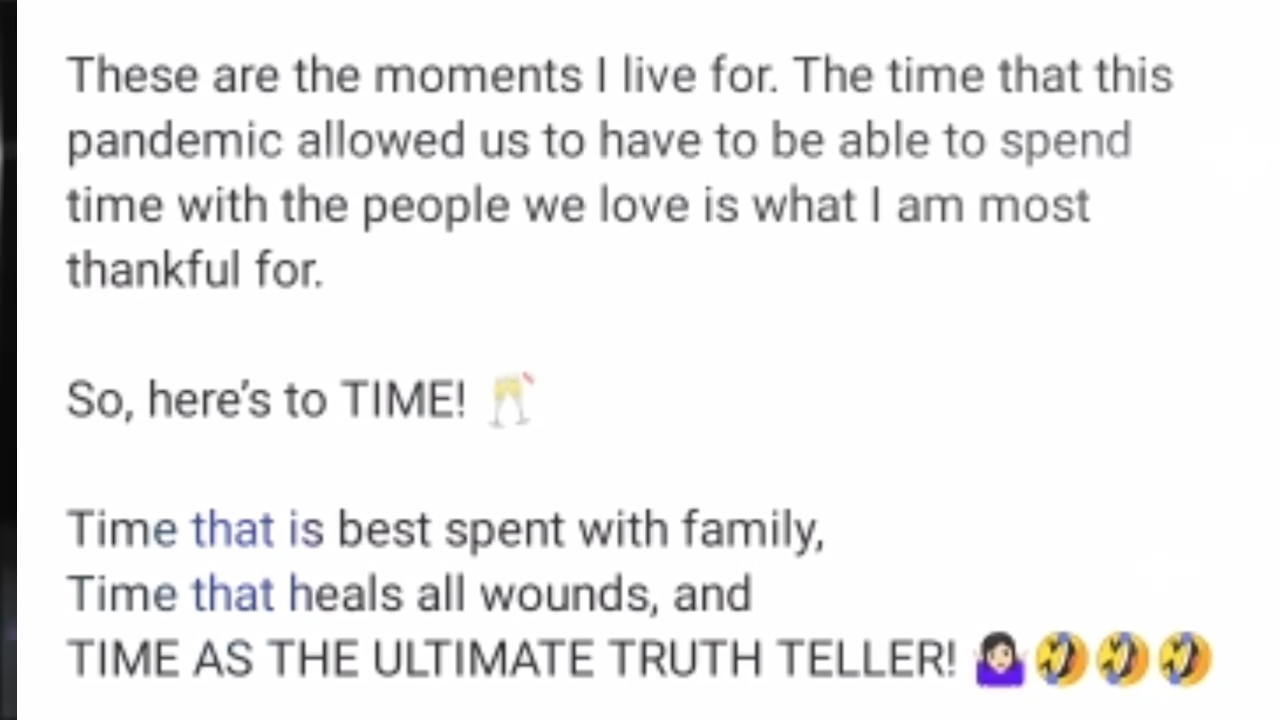 These are the moments I live for. The time that this
pandemic allowed us to have to be able to spend
time with the people we love is what I am most
thankful for.
So, here’s to TIME! 🥂
Time that is best spent with family,
Time that heals all wounds, and
TIME AS THE ULTIMATE TRUTH TELLER! 🤷🏻‍♀️🤣🤣🤣